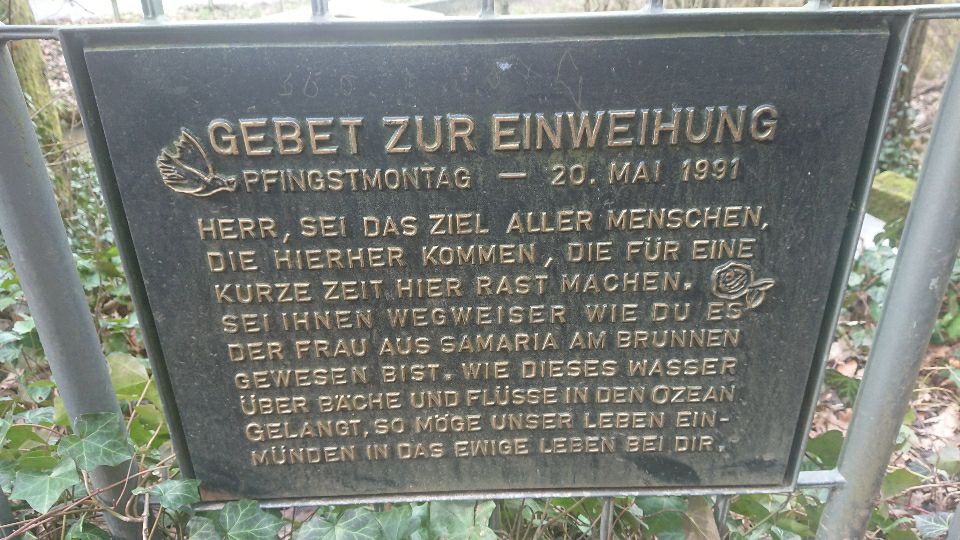 GEBET ZUR EINWEIHUNG
PFINGSTMONTAG — 20. MAI 1991
HERR, SEI DAS ZIEL ALLER MENSCHEN,
DIE HIERHER KOMMEN, DIE FÜR EINE
KURZE ZEIT HIER RAST MACHEN.
SEI IHNEN WEGWEISER WIE DU ES
DER FRAU AUS SAMARIA AM BRUNNEN
GEWESEN BIST. WIE DIESES WASSER
ÜBER BÄCHE UND FLÜSSE IN DEN OZEAN
GELANGT, SO MÖGE UNSER LEBEN EIN-
MÜNDEN IN DAS EWIGE LEBEN BEI DIR.